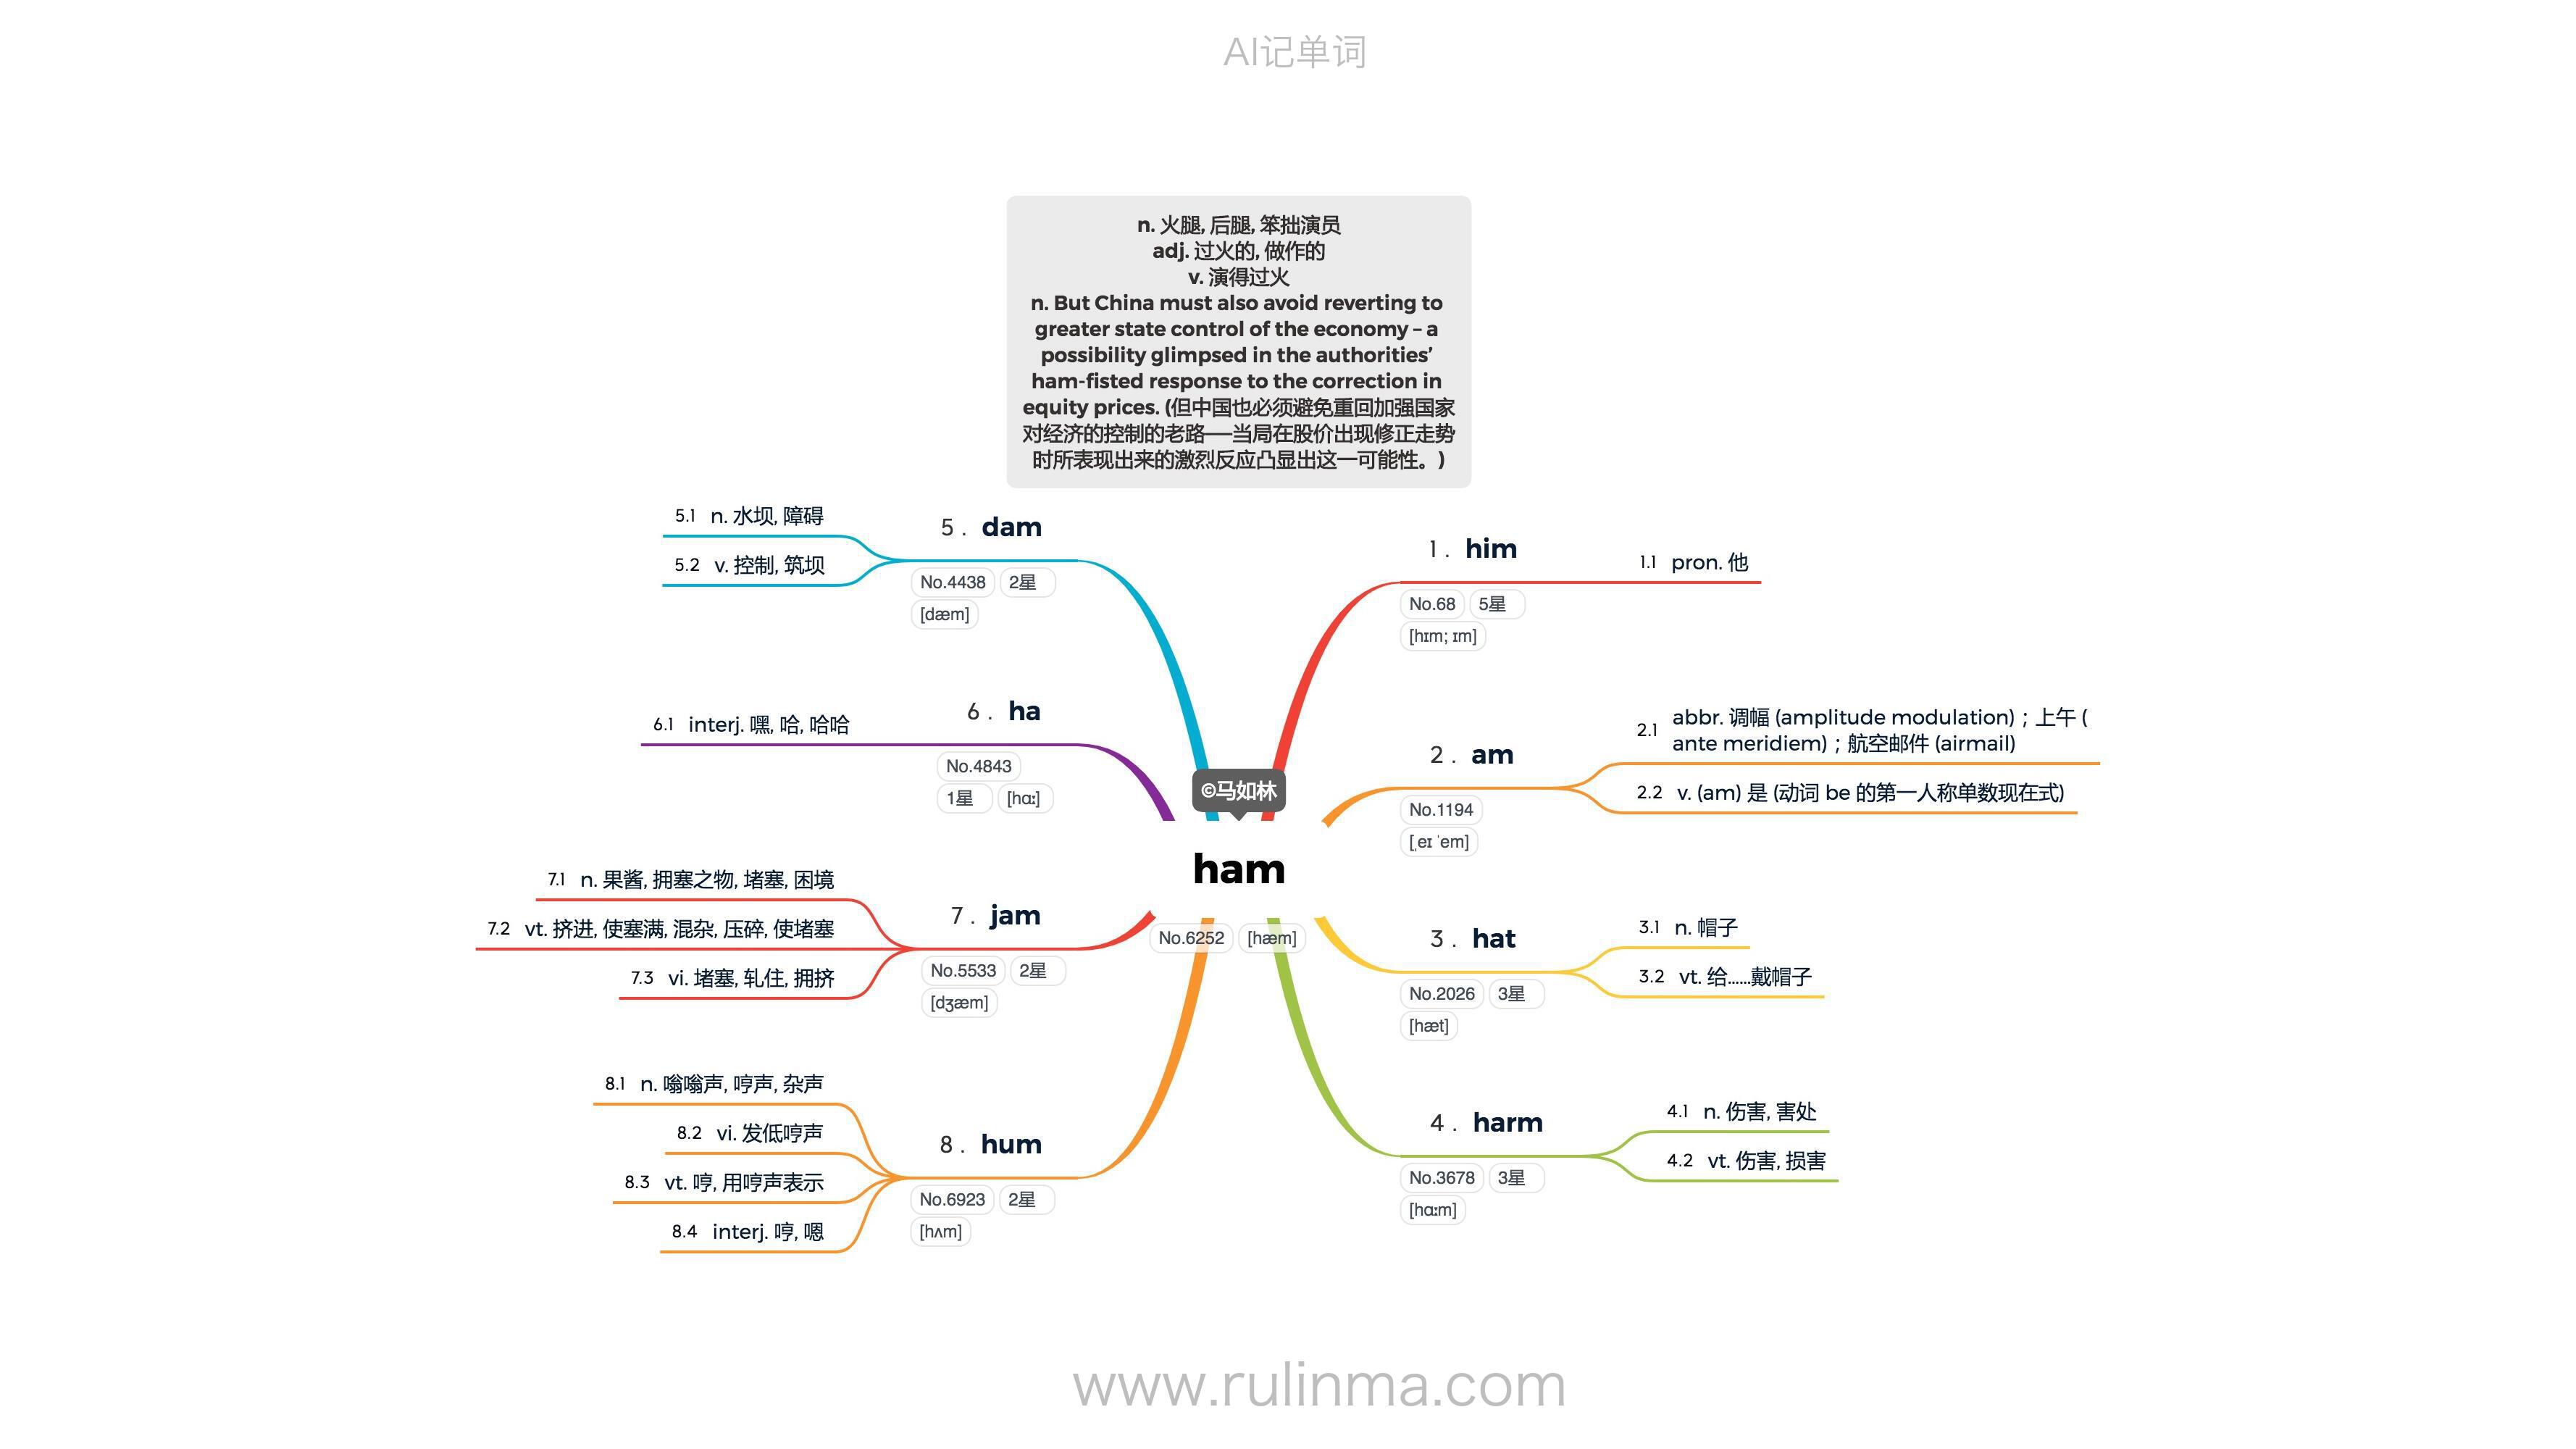 AI记单词
n. 火腿, 后腿, 笨拙演员
adj. 过火的, 做作的
v. 演得过火
n. But China must also avoid reverting to
greater state control of the economy – a
possibility glimpsed in the authorities’
ham-fisted response to the correction in
equity prices. (但中国也必须避免重回加强国家
对经济的控制的老路──当局在股价出现修正走势
时所表现出来的激烈反应凸显出这一可能性。)
©马如林
ham
No.6252 [hæm]
1. him
No.68 5星
[hɪm; ɪm]
1.1 pron. 他
2. am
No.1194
[ˌeɪ ˈem]
2.1 abbr. 调幅 (amplitude modulation)；上午 (
ante meridiem)；航空邮件 (airmail)
2.2 v. (am) 是 (动词 be 的第一人称单数现在式)
3. hat
No.2026 3星
[hæt]
3.1 n. 帽子
3.2 vt. 给……戴帽子
4. harm
No.3678 3星
[hɑːm]
4.1 n. 伤害, 害处
4.2 vt. 伤害, 损害
5. dam
No.4438 2星
[dæm]
5.1 n. 水坝, 障碍
5.2 v. 控制, 筑坝
6. ha
No.4843
1星 [hɑː]
6.1 interj. 嘿, 哈, 哈哈
7. jam
No.5533 2星
[dʒæm]
7.1 n. 果酱, 拥塞之物, 堵塞, 困境
7.2 vt. 挤进, 使塞满, 混杂, 压碎, 使堵塞
7.3 vi. 堵塞, 轧住, 拥挤
8. hum
No.6923 2星
[hʌm]
8.1 n. 嗡嗡声, 哼声, 杂声
8.2 vi. 发低哼声
8.3 vt. 哼, 用哼声表示
8.4 interj. 哼, 嗯
www.rulinma.com